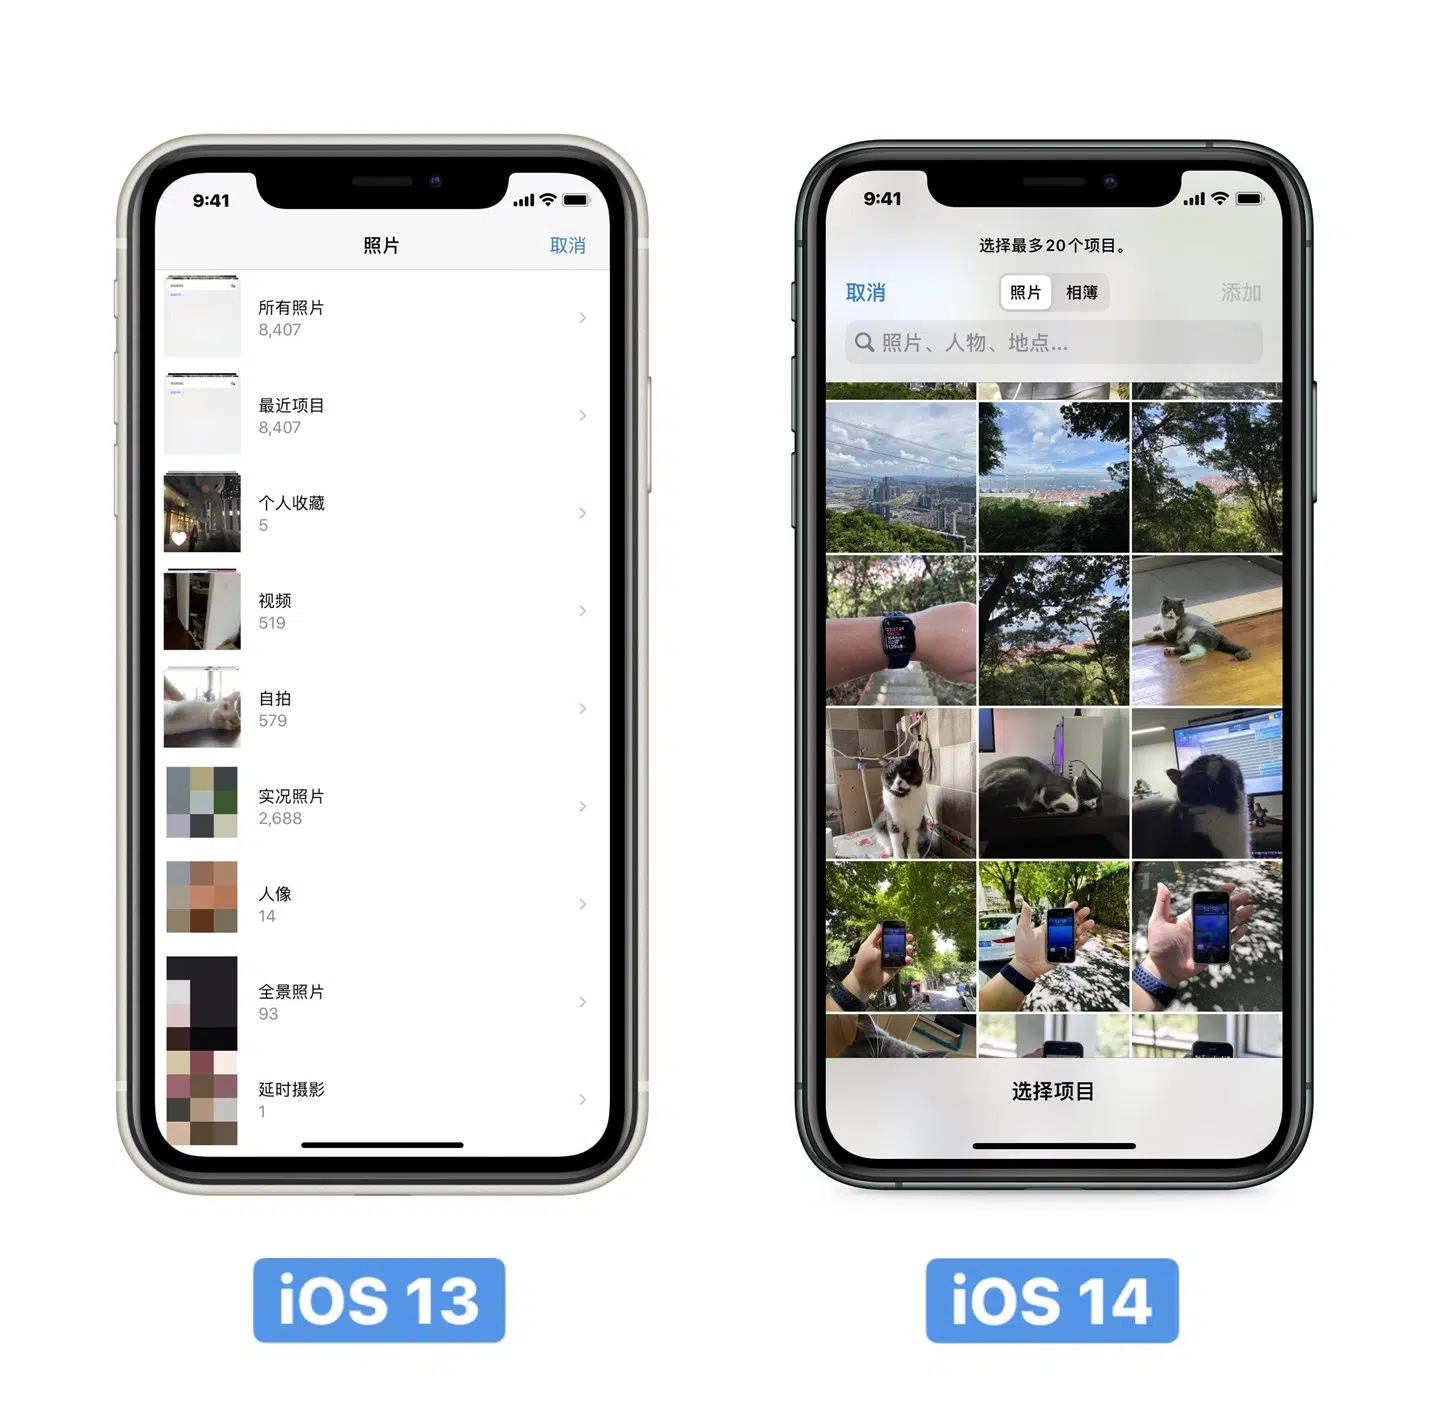 9:41
照片
取消
所有照片
8,407
最近项目
8,407
个人收藏
5
视频
519
自拍
579
实况照片
2,688
人像
14
全景照片
93
延时摄影
1
iOS 13
9:41
选择最多20个项目。
取消
照片
相簿
添加
照片、人物、地点...
选择项目
iOS 14